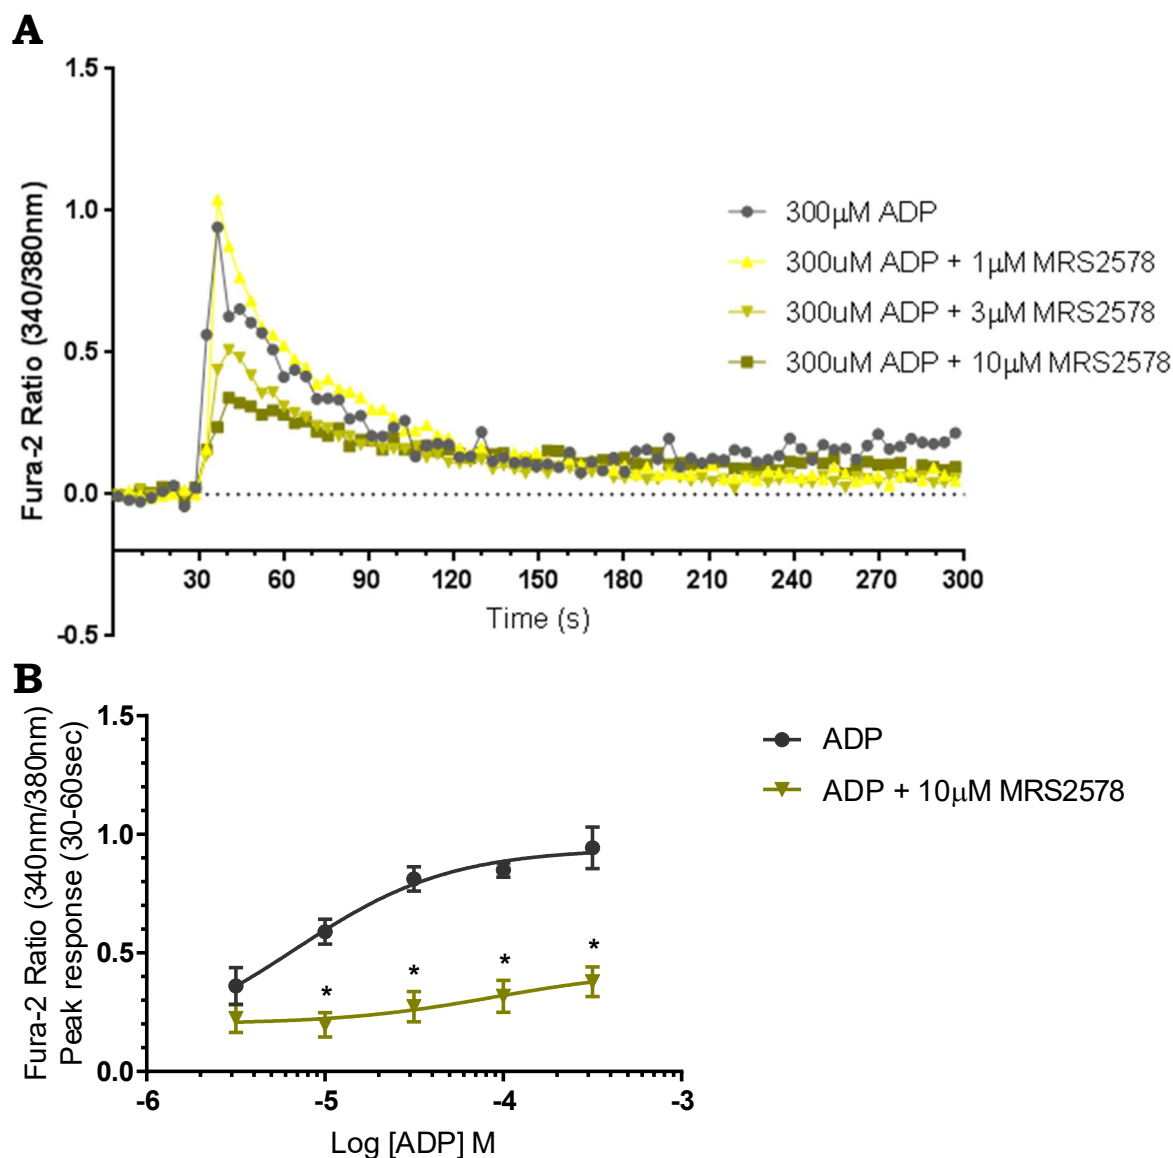 A
1.5
1.0
0.5
0.0
-0.5
Fura-2 Ratio (340/380nm)
30 60 90 120 150 180 210 240 270 300
Time (s)
300μM ADP
300uM ADP + 1μM MRS2578
300uM ADP + 3μM MRS2578
300uM ADP + 10μM MRS2578
B
Fura-2 Ratio (340nm/380nm)
Peak response (30-60sec)
1.5
1.0
0.5
0.0
* * * *
-6 -5 -4 -3
Log [ADP] M
ADP
ADP + 10μM MRS2578